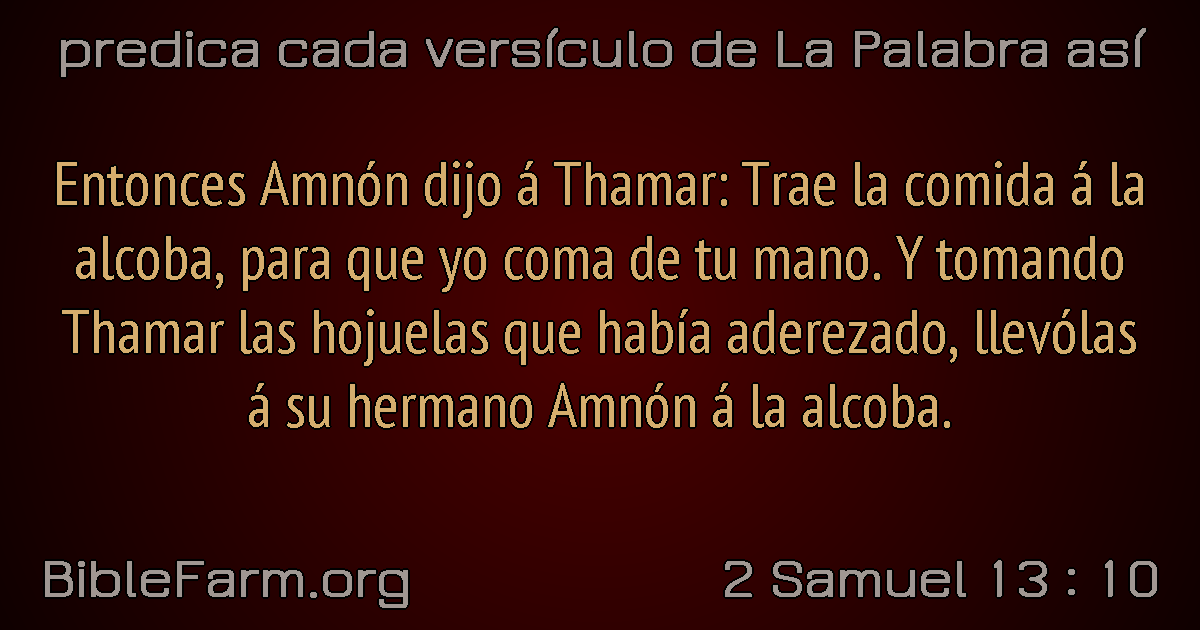 predica cada versículo de La Palabra así
Entonces Amnón dijo á Thamar: Trae la comida á la
alcoba, para que yo coma de tu mano. Y tomando
Thamar las hojuelas que había aderezado, llevólas
á su hermano Amnón á la alcoba.
BibleFarm.org
2 Samuel 13 : 10